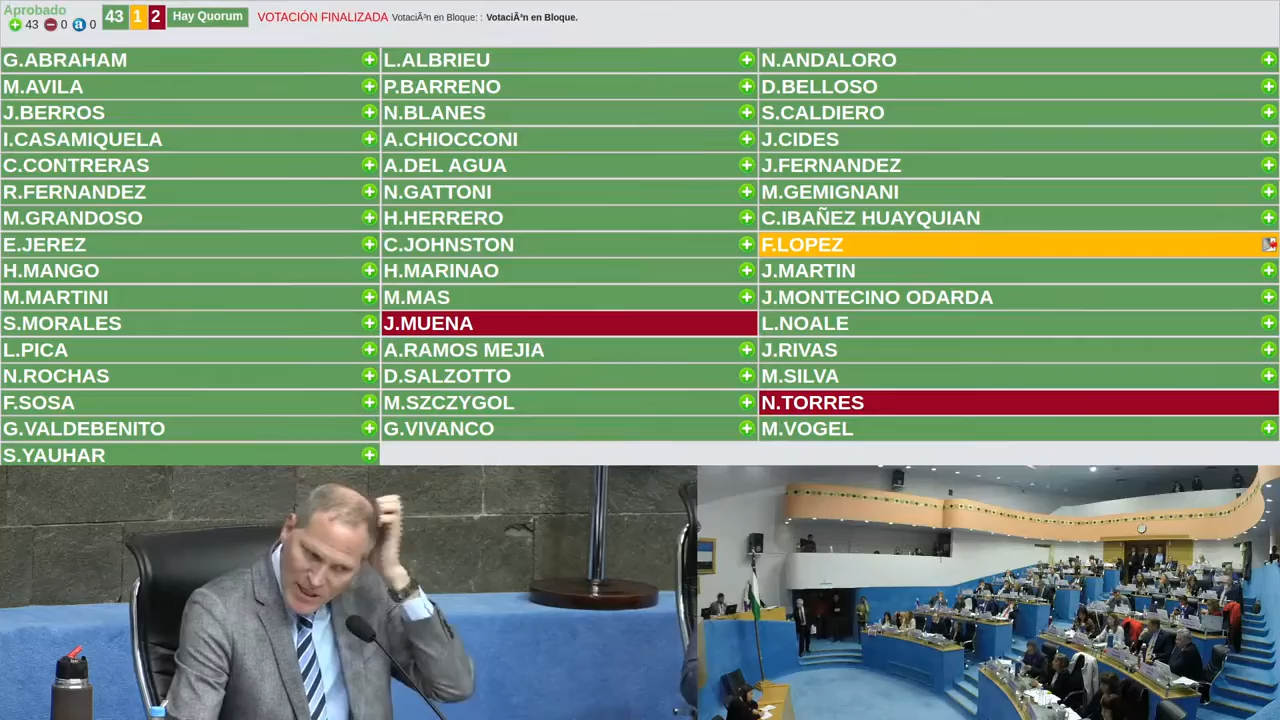 Aprobado
43 0 0
43 1 2 Hay Quorum VOTACIÓN FINALIZADA VotaciÃ³n en Bloque: : VotaciÃ³n en Bloque.
G.ABRAHAM L.ALBRIEU N.ANDALORO
M.AVILA P.BARRENO D.BELLOSO
J.BERROS N.BLANES S.CALDIERO
I.CASAMIQUELA A.CHIOCCONI J.CIDES
C.CONTRERAS A.DEL AGUA J.FERNANDEZ
R.FERNANDEZ N.GATTONI M.GEMIGNANI
M.GRANDOSO H.HERRERO C.IBAÑEZ HUAYQUIAN
E.JEREZ C.JOHNSTON F.LOPEZ
H.MANGO H.MARINAO J.MARTIN
M.MARTINI M.MAS J.MONTECINO ODARDA
S.MORALES J.MUENA L.NOALE
L.PICA A.RAMOS MEJIA J.RIVAS
N.ROCHAS D.SALZOTTO M.SILVA
F.SOSA M.SZCZYGOL N.TORRES
G.VALDEBENITO G.VIVANCO M.VOGEL
S.YAUHAR